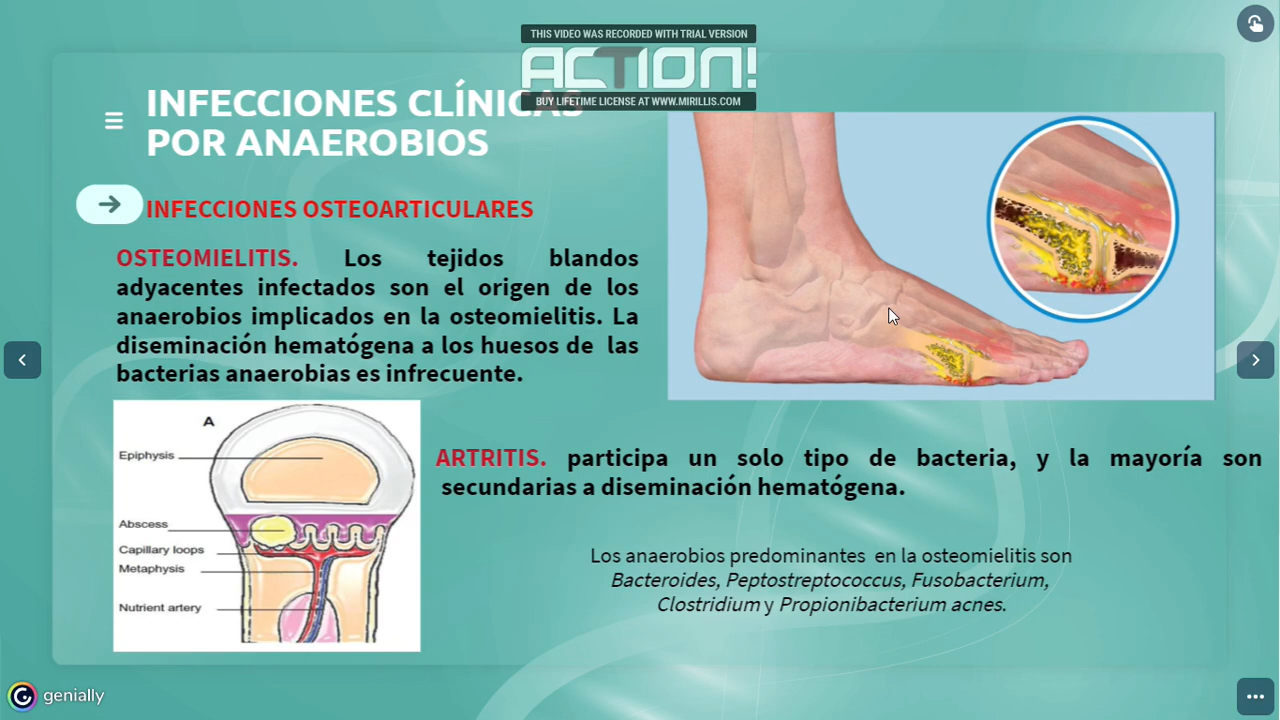 THIS VIDEO WAS RECORDED WITH TRIAL VERSION
ACTION!
BUY LIFETIME LICENSE AT WWW.MIRILLIS.COM
INFECCIONES CLÍNICAS
POR ANAEROBIOS
INFECCIONES OSTEOARTICULARES
OSTEOMIELITIS. Los tejidos blandos
adyacentes infectados son el origen de los
anaerobios implicados en la osteomielitis. La
diseminación hematógena a los huesos de las
bacterias anaerobias es infrecuente.
A
Epiphysis
Abscess
Capillary loops
Metaphysis
Nutrient artery
ARTRITIS. participa un solo tipo de bacteria, y la mayoría son
secundarias a diseminación hematógena.
Los anaerobios predominantes en la osteomielitis son
Bacteroides, Peptostreptococcus, Fusobacterium,
Clostridium y Propionibacterium acnes.
genially